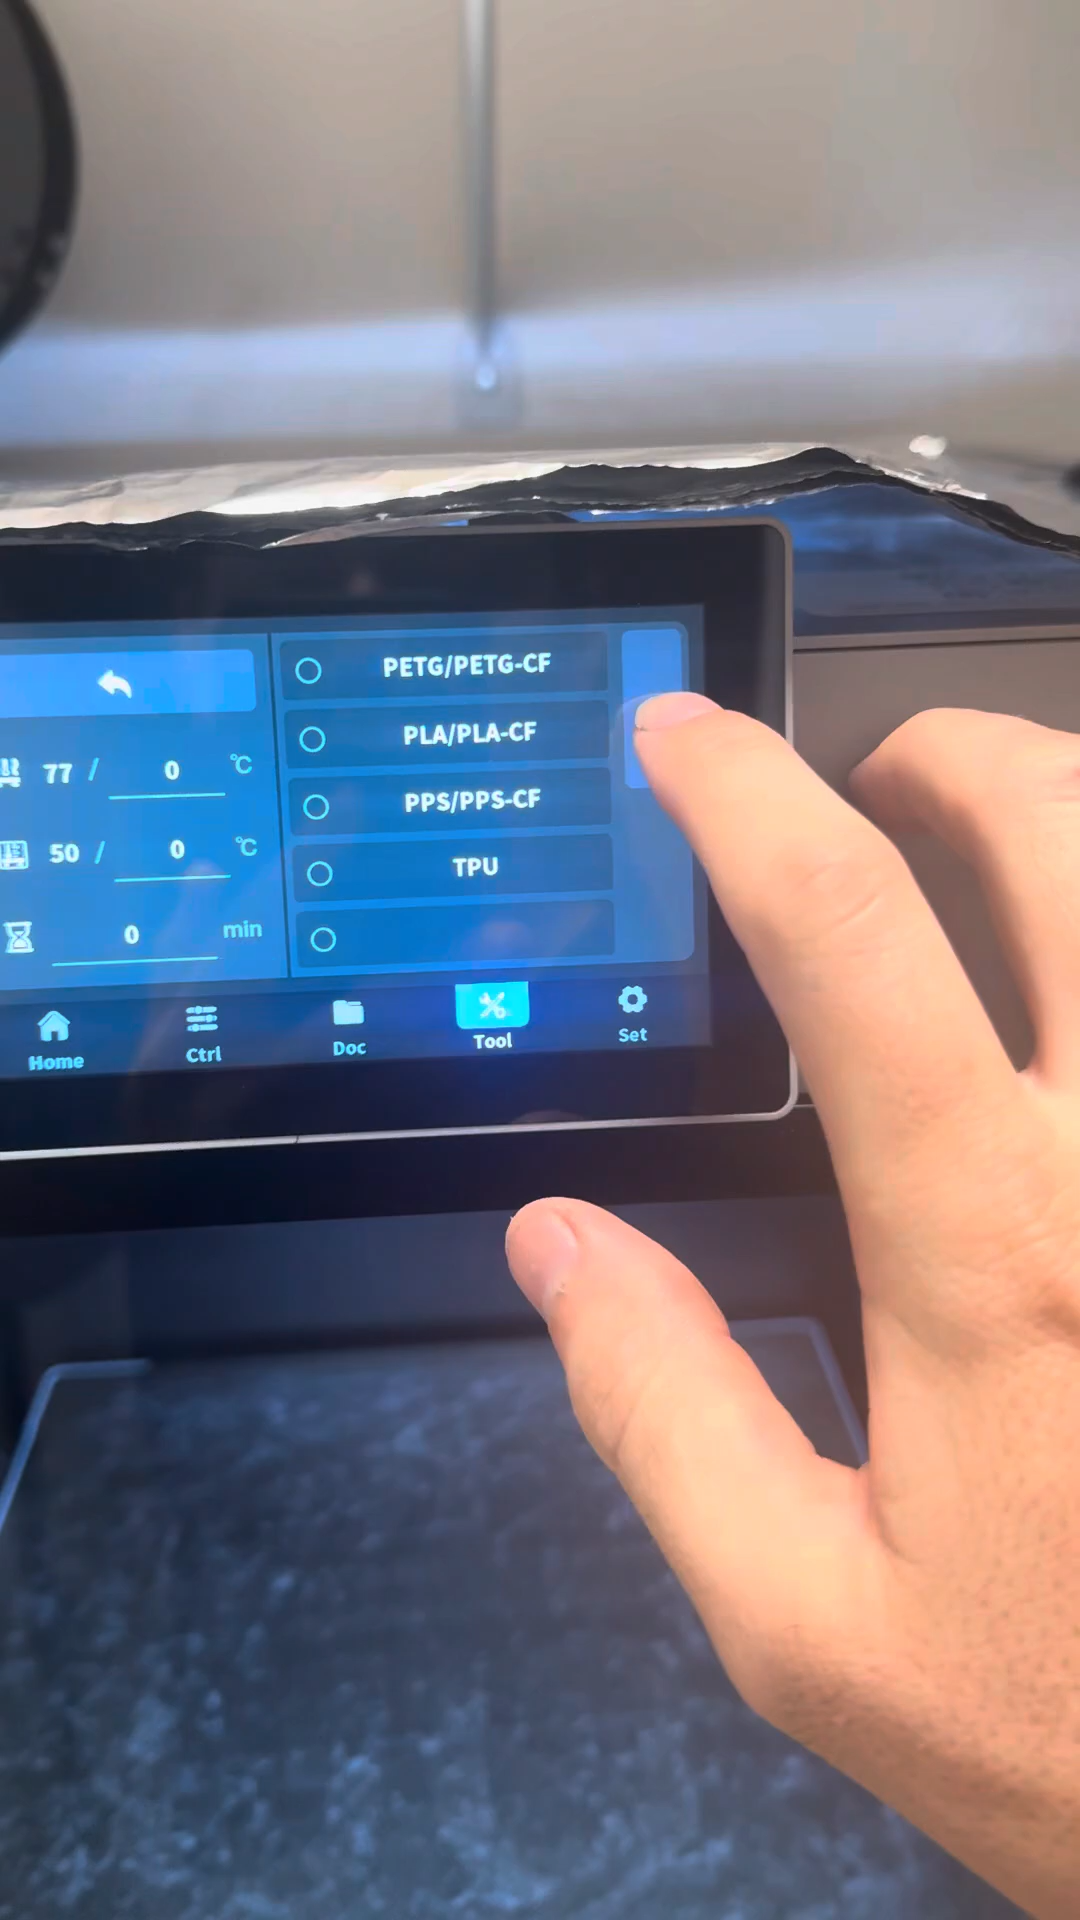 PETG/PETG-CF
PLA/PLA-CF
PPS/PPS-CF
TPU
77 / 0 °C
50 / 0 °C
0 min
Home
Ctrl
Doc
Tool
Set